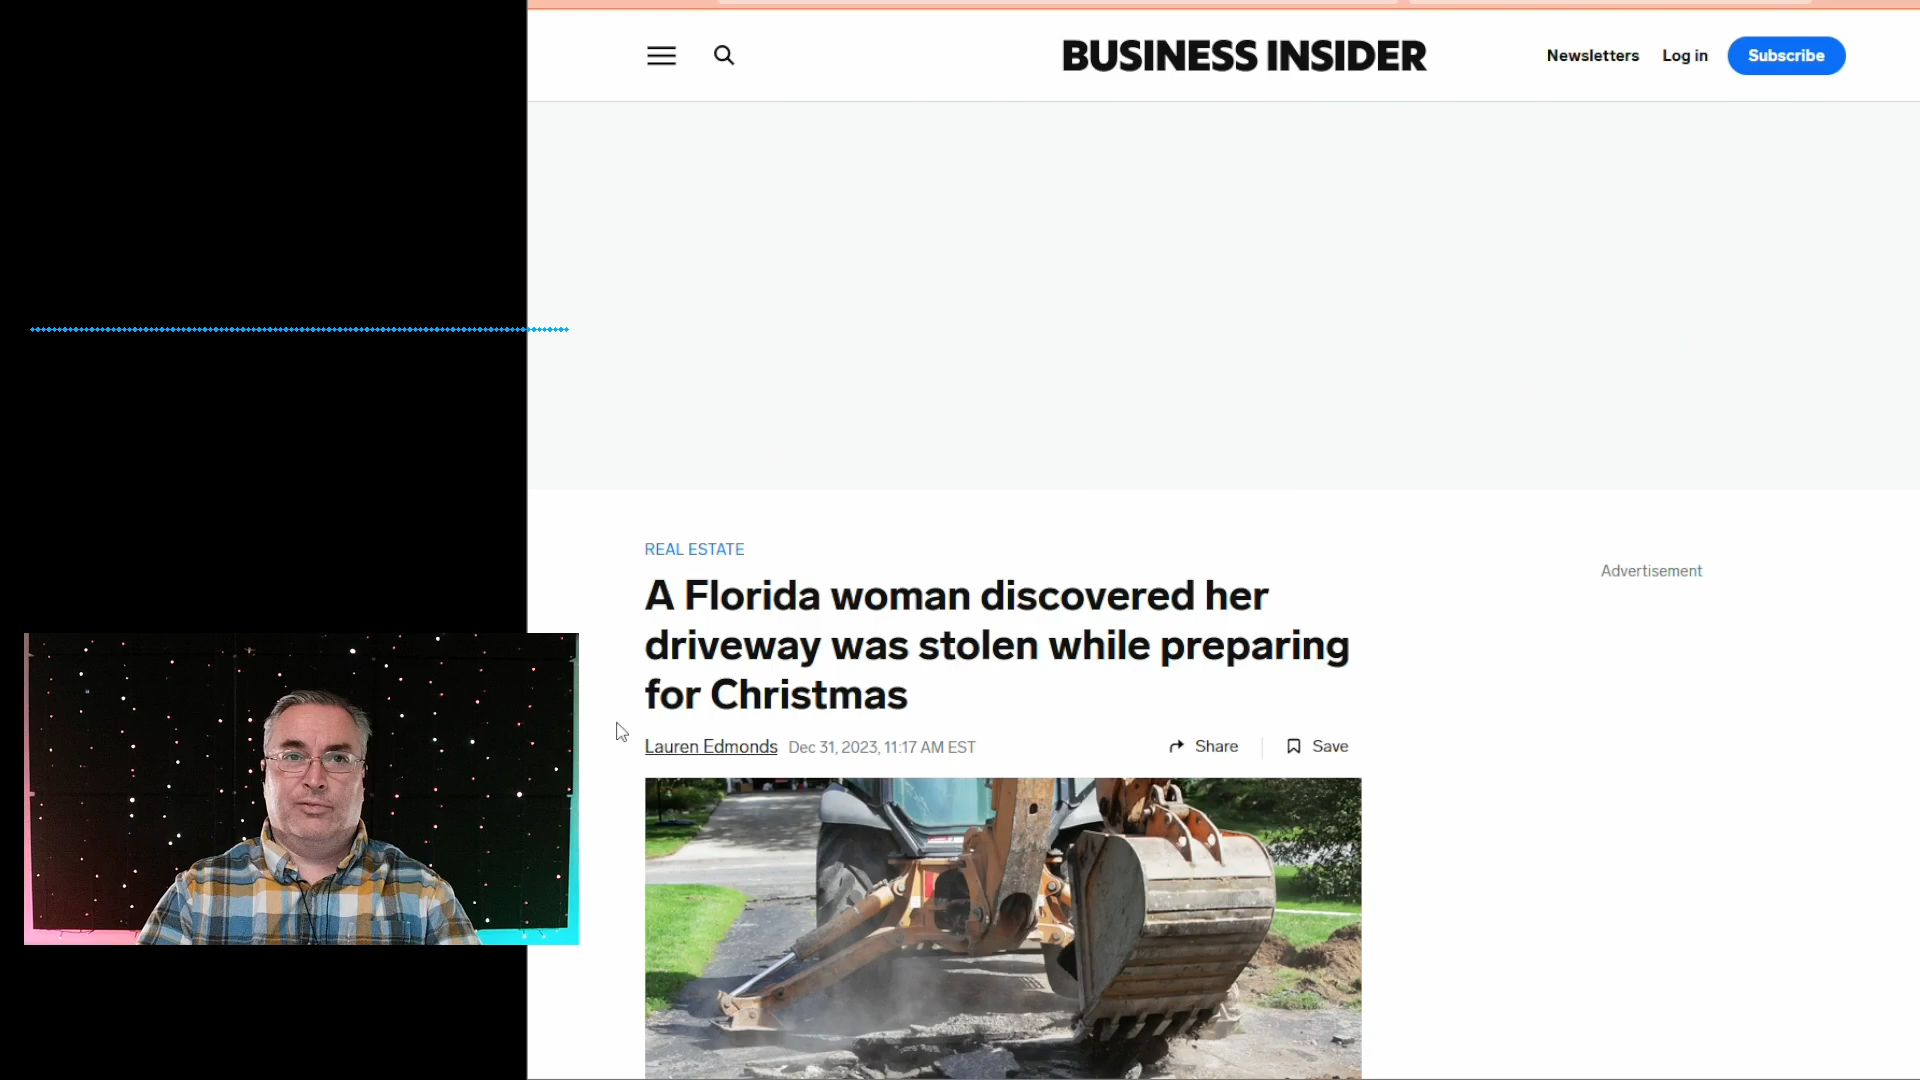 BUSINESS INSIDER
Newsletters
Log in
Subscribe
REAL ESTATE
A Florida woman discovered her
driveway was stolen while preparing
for Christmas
Lauren Edmonds Dec 31, 2023, 11:17 AM EST
Share
Save
Advertisement